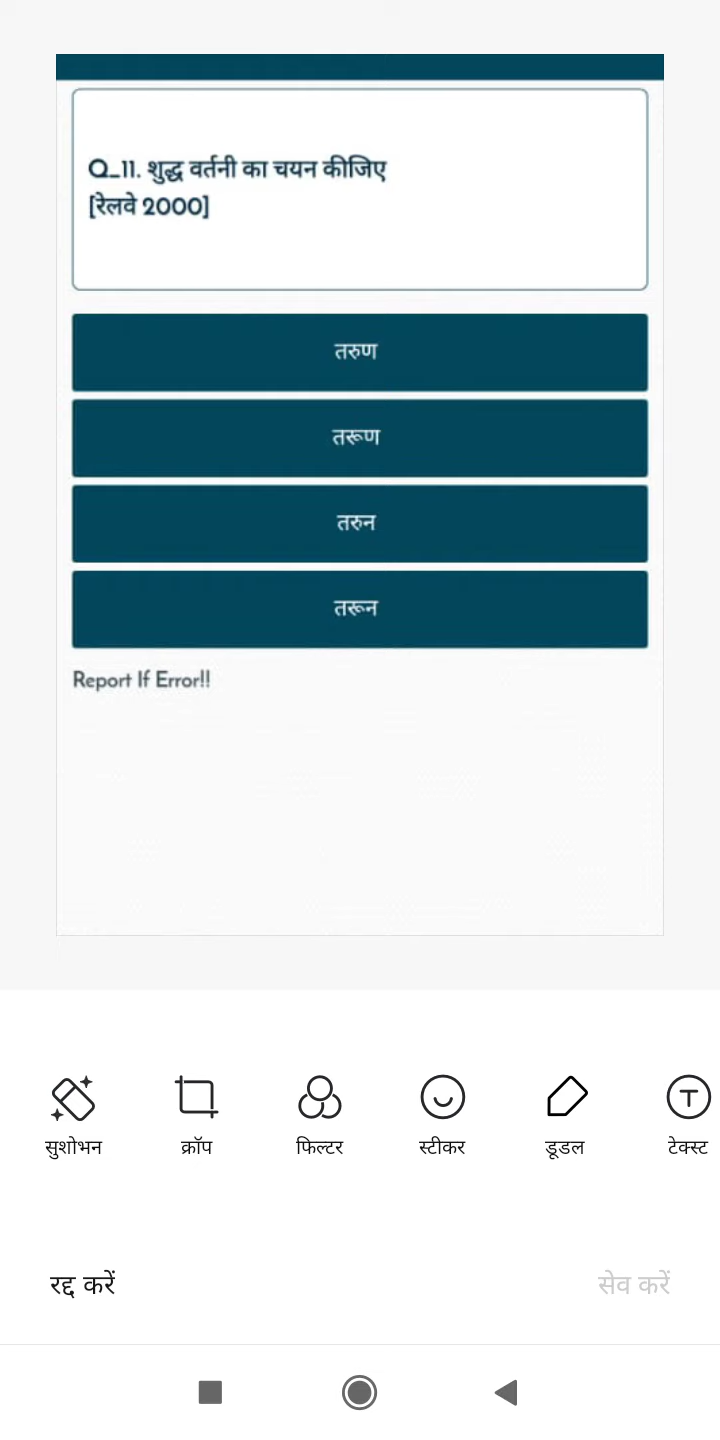 Q_11. शुद्ध वर्तनी का चयन कीजिए
[रेलवे 2000]
तरुण
तरूण
तरुन
तरून
Report If Error!!
सुशोभन क्रॉप फिल्टर स्टीकर डूडल टेक्स्ट
रद्द करें सेव करें